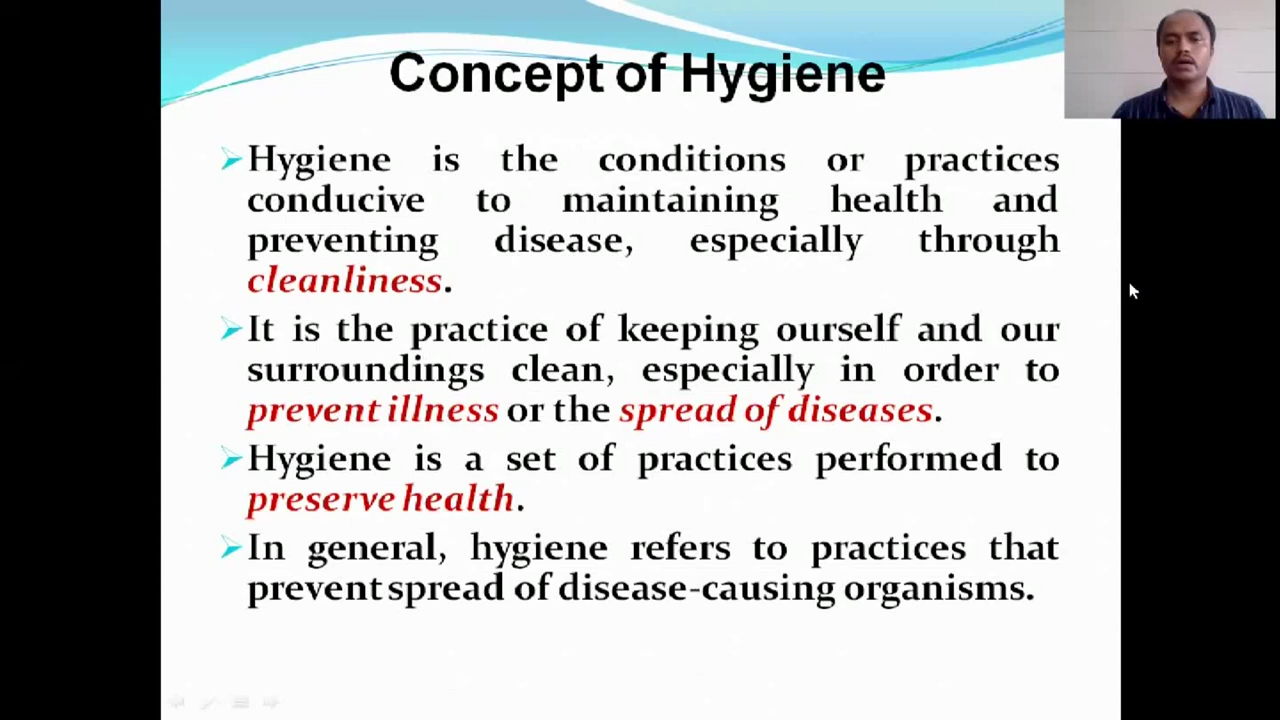 Concept of Hygiene
Hygiene is the conditions or practices
conducive to maintaining health and
preventing disease, especially through
cleanliness.
It is the practice of keeping ourself and our
surroundings clean, especially in order to
prevent illness or the spread of diseases.
Hygiene is a set of practices performed to
preserve health.
In general, hygiene refers to practices that
prevent spread of disease-causing organisms.